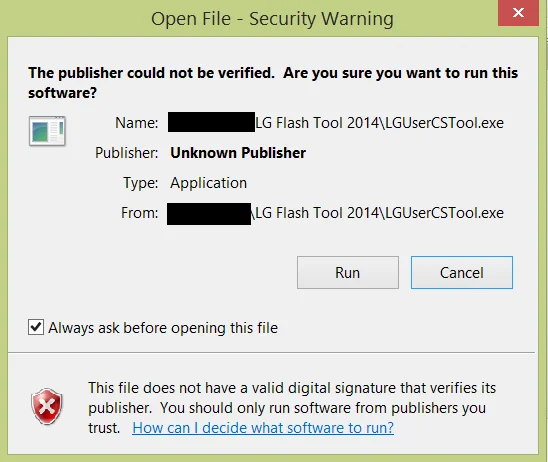 Open File - Security Warning
The publisher could not be verified.  Are you sure you want to run this
software?
Name: LG Flash Tool 2014\LGUserCSTool.exe
Publisher: Unknown Publisher
Type: Application
From: \LG Flash Tool 2014\LGUserCSTool.exe
Run Cancel
Always ask before opening this file
This file does not have a valid digital signature that verifies its
publisher.  You should only run software from publishers you
trust.  How can I decide what software to run?